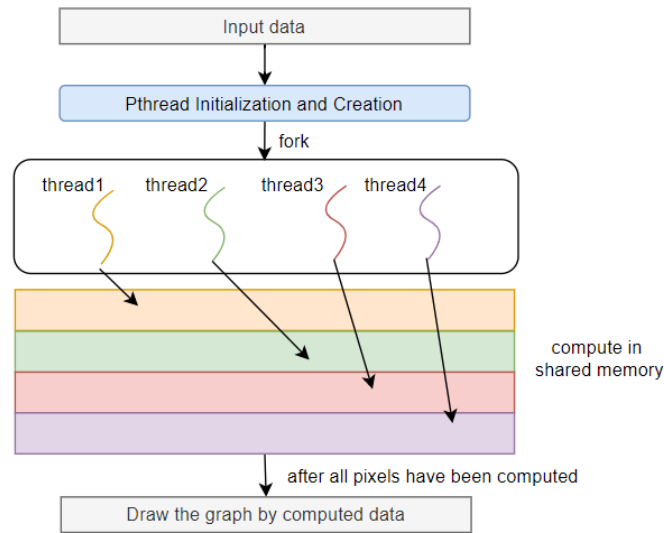 Input data
Pthread Initialization and Creation
fork
thread1 thread2 thread3 thread4
compute in
shared memory
after all pixels have been computed
Draw the graph by computed data